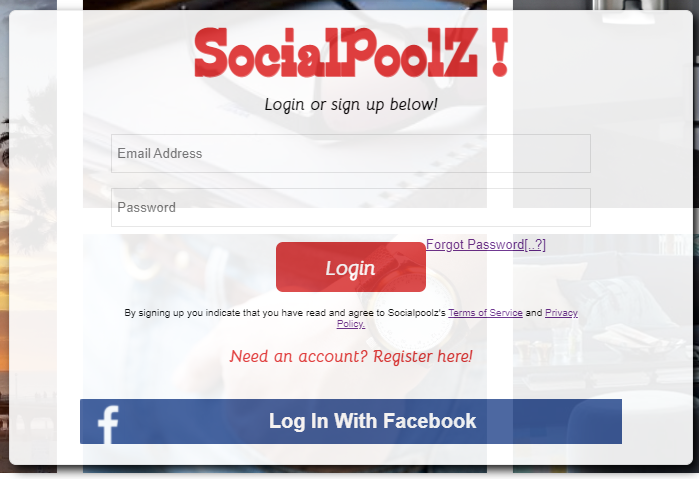 SocialPoolZ !
Login or sign up below!
Email Address
Password
Forgot Password[..?]
Login
By signing up you indicate that you have read and agree to Socialpoolz's Terms of Service and Privacy
Policy.
Need an account? Register here!
f Log In With Facebook